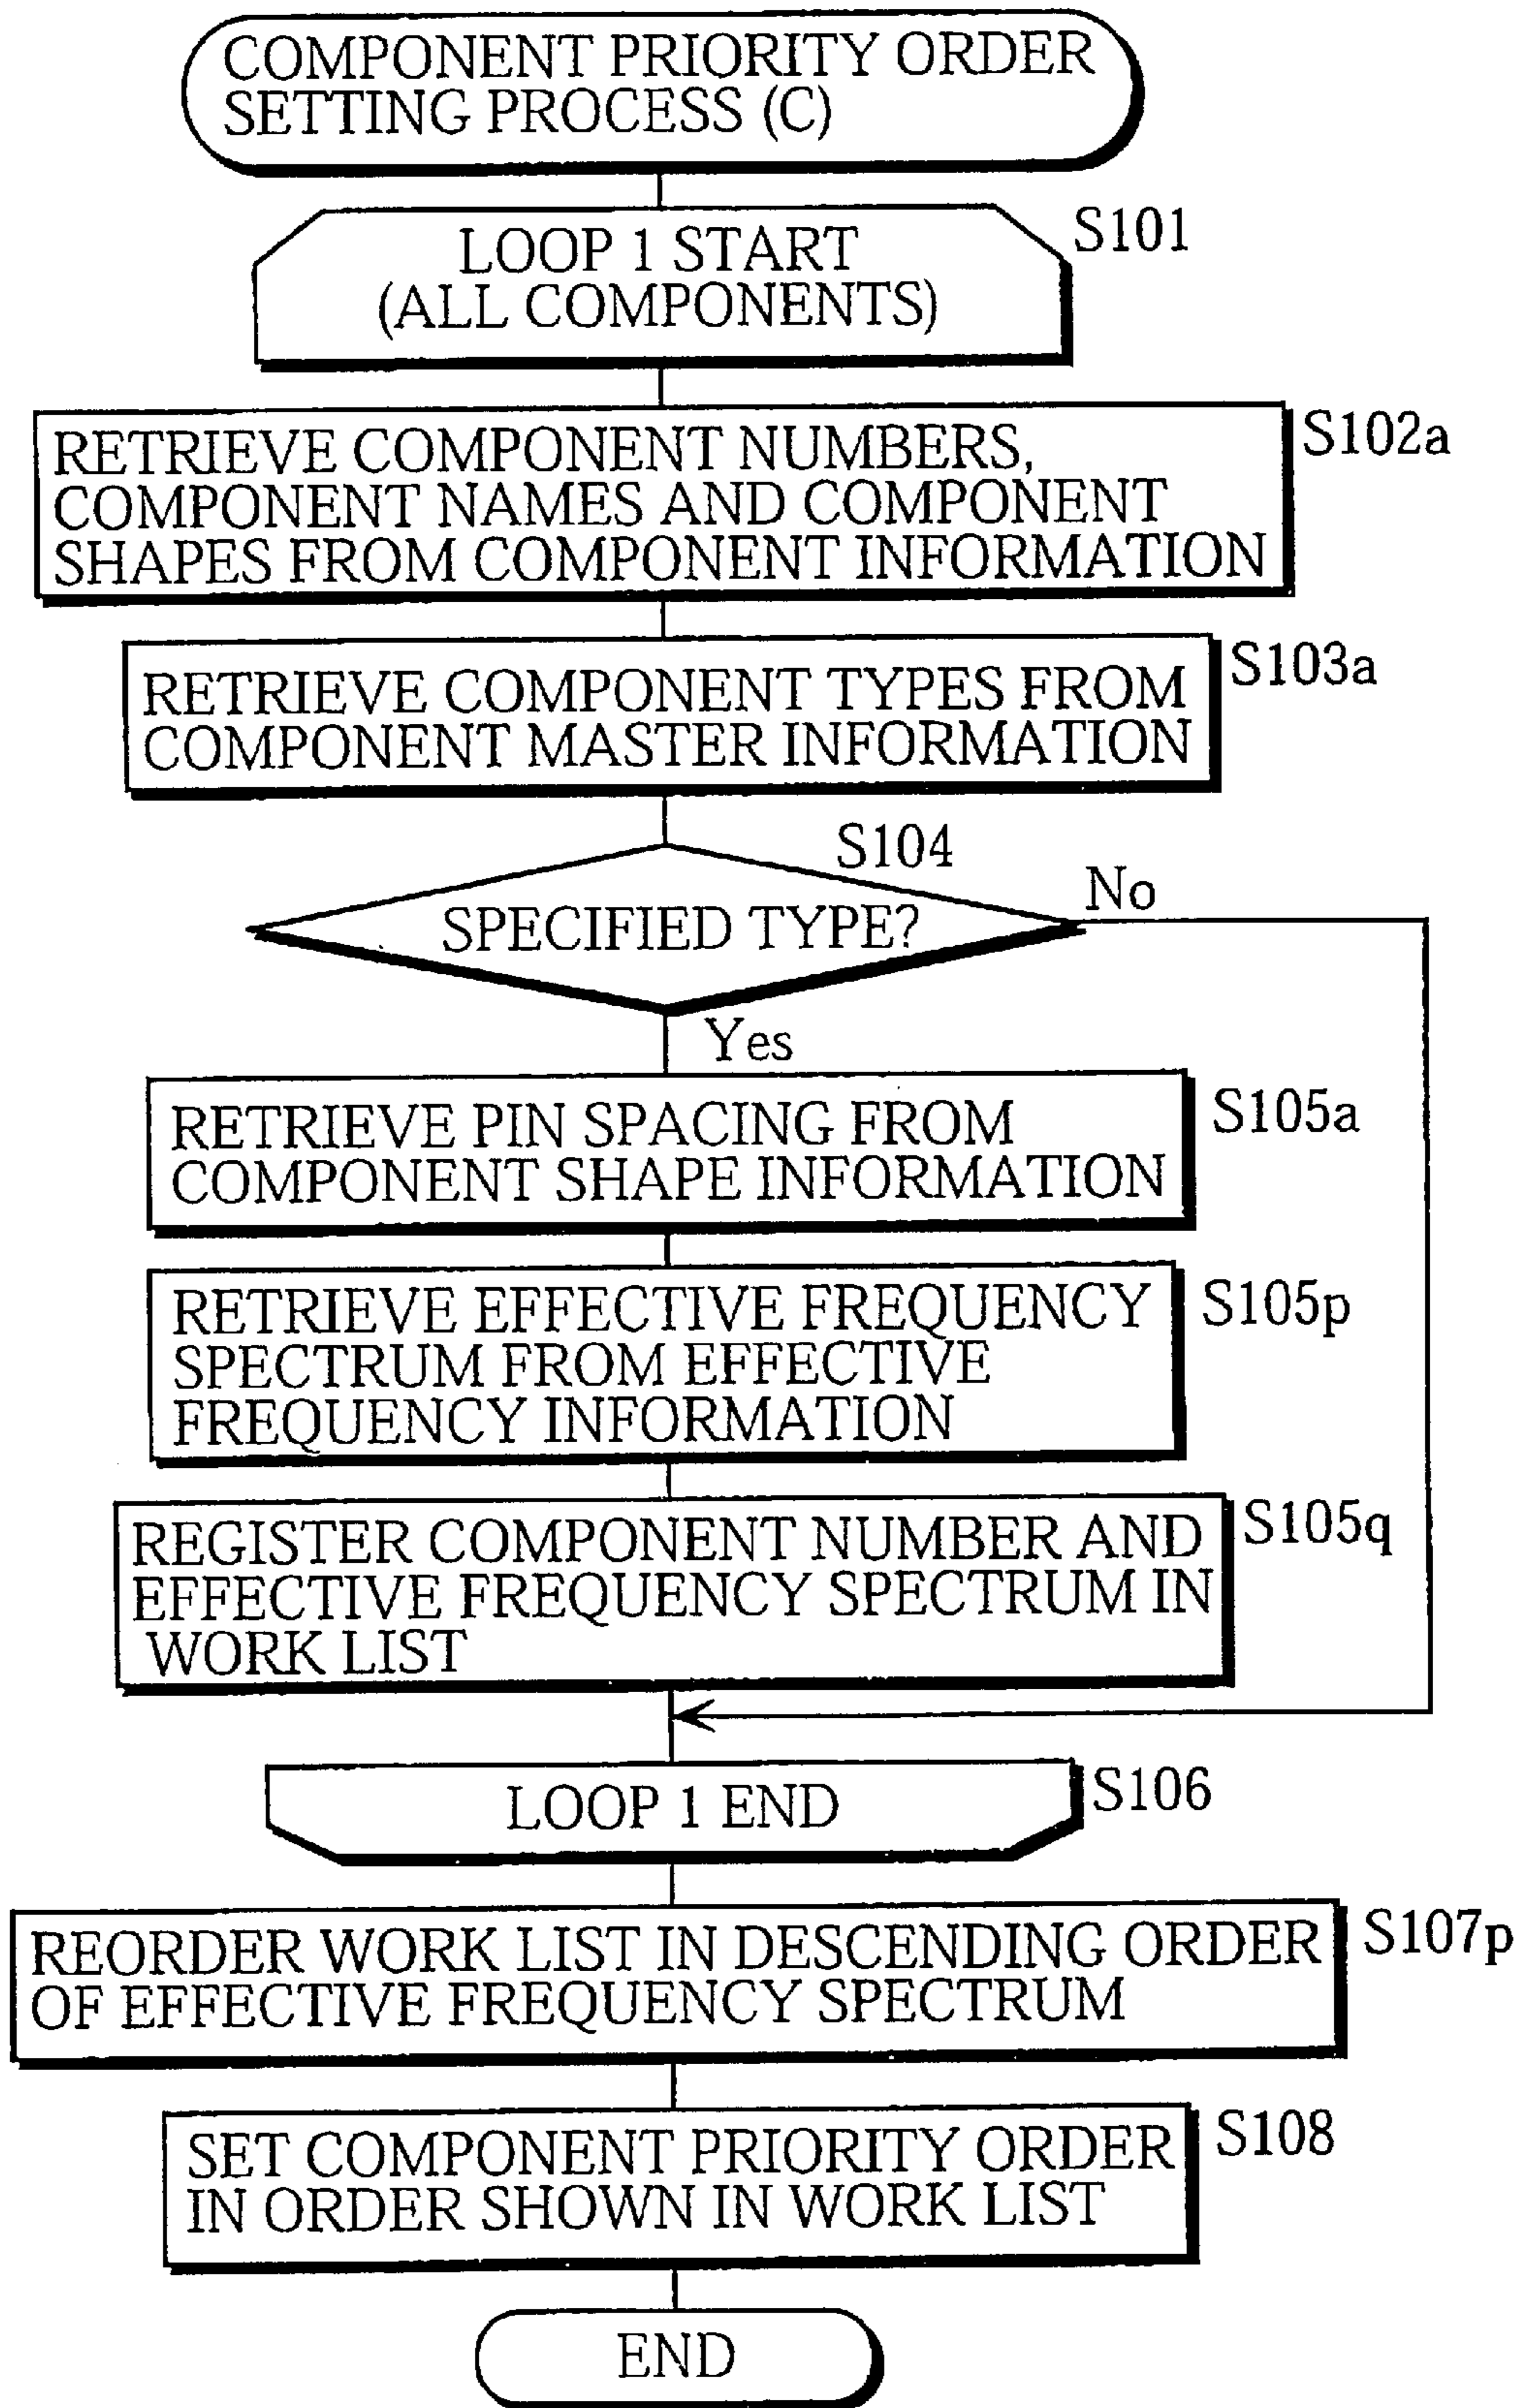 COMPONENT PRIORITY ORDER
SETTING PROCESS (C)
LOOP 1 START
(ALL COMPONENTS)
S101
RETRIEVE COMPONENT NUMBERS,
COMPONENT NAMES AND COMPONENT
SHAPES FROM COMPONENT INFORMATION
S102a
RETRIEVE COMPONENT TYPES FROM
COMPONENT MASTER INFORMATION
S103a
S104
SPECIFIED TYPE?
No
Yes
RETRIEVE PIN SPACING FROM
COMPONENT SHAPE INFORMATION
S105a
RETRIEVE EFFECTIVE FREQUENCY
SPECTRUM FROM EFFECTIVE
FREQUENCY INFORMATION
S105p
REGISTER COMPONENT NUMBER AND
EFFECTIVE FREQUENCY SPECTRUM IN
WORK LIST
S105q
LOOP 1 END
S106
REORDER WORK LIST IN DESCENDING ORDER
OF EFFECTIVE FREQUENCY SPECTRUM
S107p
SET COMPONENT PRIORITY ORDER
IN ORDER SHOWN IN WORK LIST
S108
END